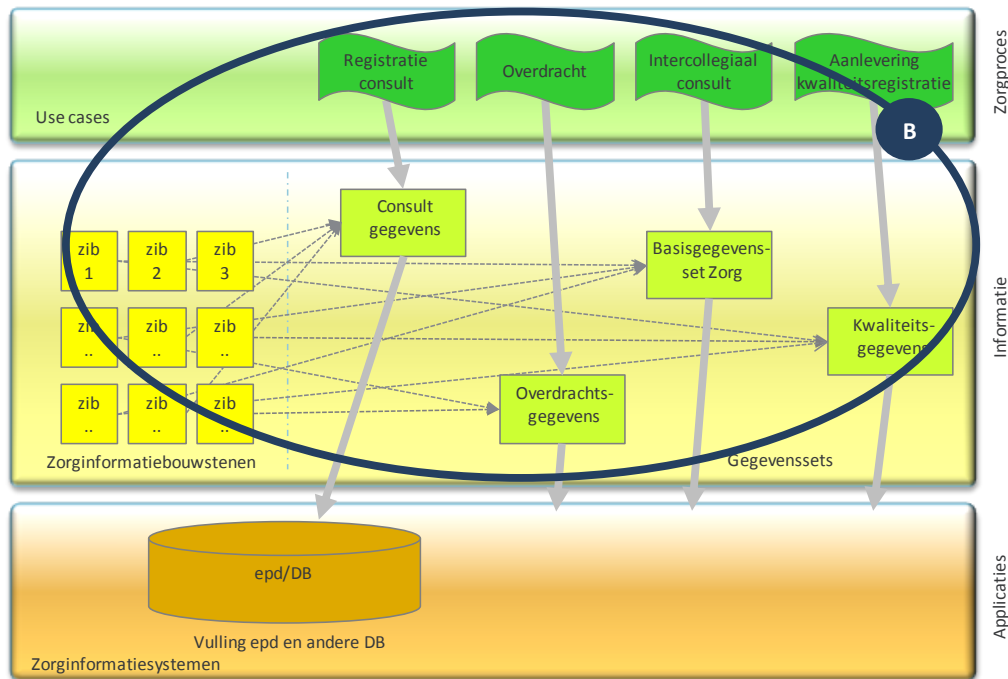 Registratie
consult
Overdracht
Intercollegiaal
consult
Aanlevering
kwaliteitsregistratie
Use cases
Zorgproces
B
Consult
gegevens
zib
1
zib
2
zib
3
Basisgegevens-
set Zorg
zib
..
zib
..
zib
..
Kwaliteits-
gegevens
zib
..
zib
..
zib
..
Overdrachts-
gegevens
Zorginformatiebouwstenen
Gegevenssets
Informatie
epd/DB
Vulling epd en andere DB
Zorginformatiesystemen
Applicaties